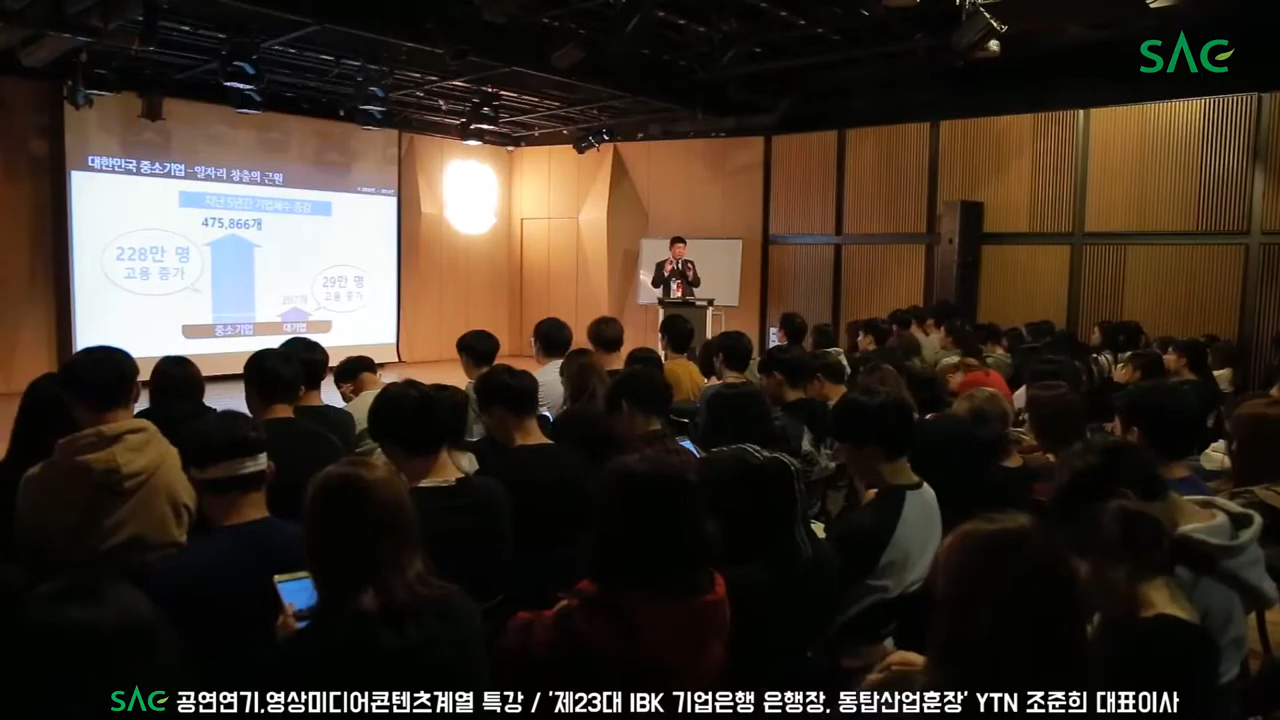 SAC
대한민국 중소기업 - 일자리 창출의 근원
지난 5년간 기업체수 증감
475,866개
228만 명
고용 증가
29만 명
고용 증가
207개
중소기업
대기업
SAC 공연연기,영상미디어콘텐츠계열 특강 / '제23대 IBK 기업은행 은행장, 동탑산업훈장' YTN 조준희 대표이사